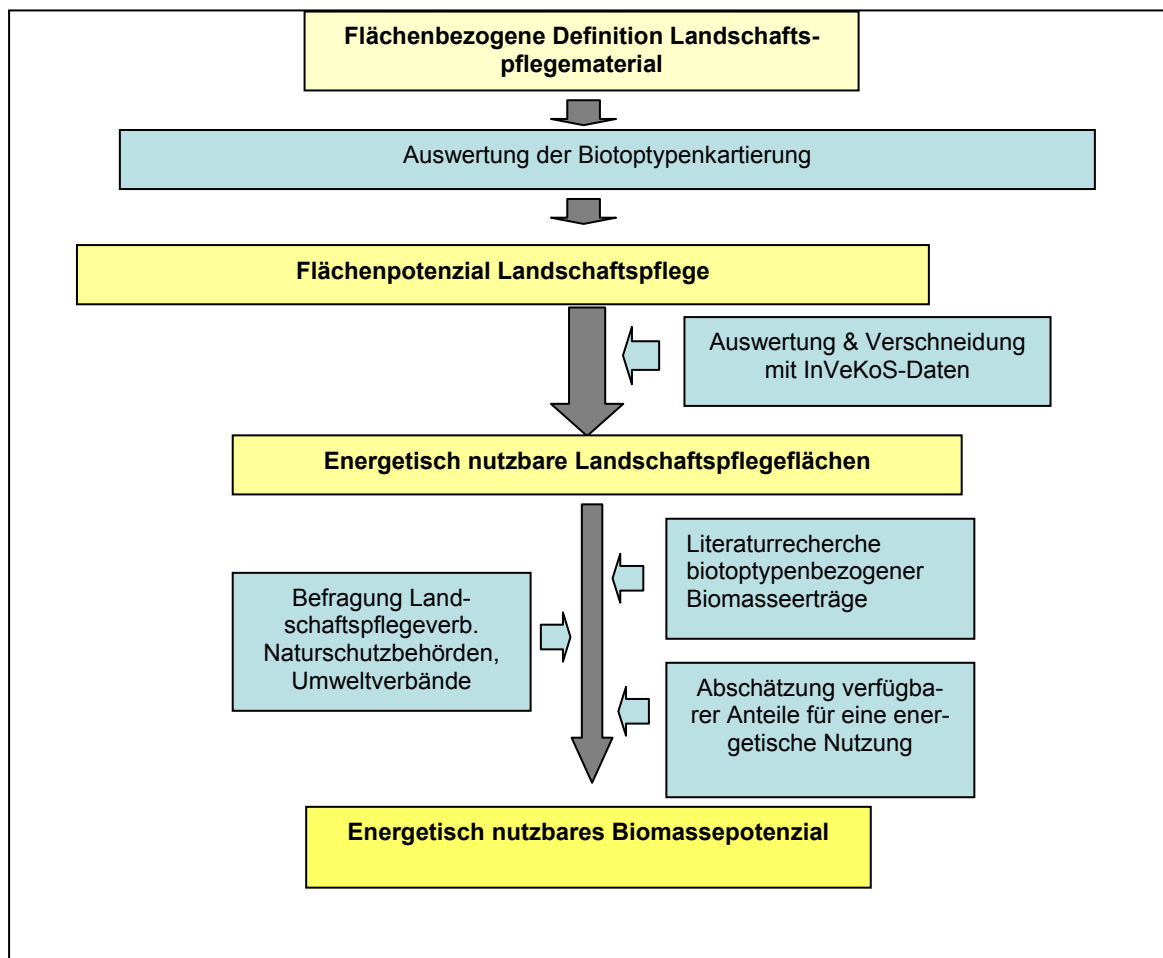 Flächenbezogene Definition Landschafts-
pflegematerial
Auswertung der Biotoptypenkartierung
Flächenpotenzial Landschaftspflege
Auswertung & Verschneidung
mit InVeKoS-Daten
Energetisch nutzbare Landschaftspflegeflächen
Literaturrecherche
biotoptypenbezogener
Biomasseerträge
Befragung Land-
schaftspflegeverb.
Naturschutzbehörden,
Umweltverbände
Abschätzung verfügba-
rer Anteile für eine ener-
getische Nutzung
Energetisch nutzbares Biomassepotenzial